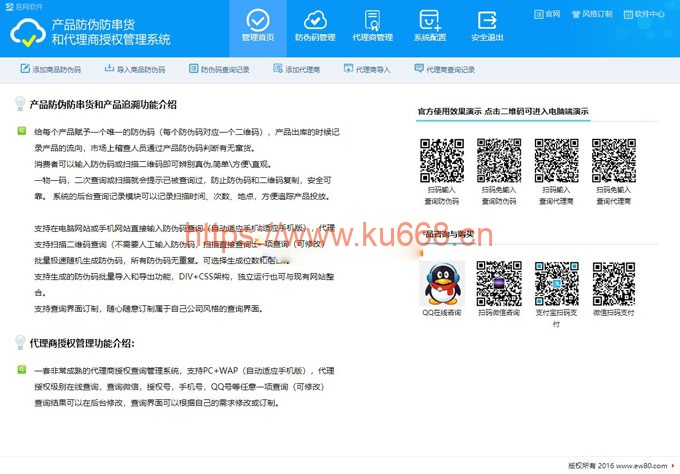 易网软件
产品防伪防串货
和代理商授权管理系统
管理首页
防伪码管理
代理商管理
系统配置
安全退出
官网
风格订制
软件中心
添加商品防伪码
导入商品防伪码
防伪码查询记录
添加代理商
代理商导入
代理商查询记录
产品防伪防串货和产品追溯功能介绍
给每个产品赋予一个唯一的防伪码（每个防伪码对应一个二维码），产品出库的时候记
录产品的流向，市场上稽查人员通过产品防伪码判断有无窜货。
消费者可以输入防伪码或扫描二维码即可辨别真伪,简单\方便\直观。
一物一码，二次查询或扫描就会提示已被查询过，防止防伪码和二维码复制，安全可
靠。 系统的后台查询记录模块可以记录扫描时间、次数、地点，方便追踪产品投放。
支持在电脑网站或手机网站直接输入防伪码查询（自动适应手机版），代理
支持扫描二维码查询（不需要人工输入防伪码，扫描直接查询任一项查询（可修改）
批量极速随机生成防伪码，所有防伪码无重复。可选择生成位数和
支持生成的防伪码批量导入和导出功能，DIV+CSS架构，独立运行也可与现有网站整
合。
支持查询界面订制，随心随意订制属于自己公司风格的查询界面。
代理商授权管理功能介绍：
一套非常成熟的代理商授权查询管理系统，支持PC+WAP（自动适应手机版），代理
授权级别在线查询，查询微信，授权号，手机号，QQ号等任意一项查询（可修改）
查询结果可以在后台修改，查询界面可以根据自己的需求修改或订制。
官方使用效果演示 点击二维码可进入电脑端演示
扫码输入
查询防伪码
扫码免输入
查询防伪码
扫码输入
查询代理商
扫码免输入
查询代理商
品咨询与购买
QQ在线咨询
扫码微信咨询
支付宝扫码支
付
微信扫码支付
https://www.ku668.cn
版权所有 2016 www.ew80.com